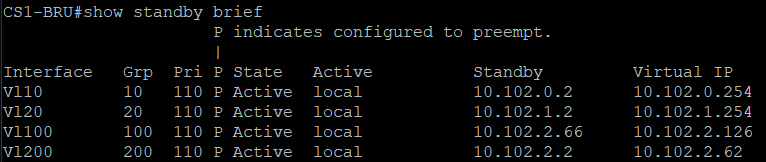 CS1-BRU#show standby brief
P indicates configured to preempt.
|
Interface Grp Pri P State Active Standby Virtual IP
Vl10 10 110 P Active local 10.102.0.2 10.102.0.254
Vl20 20 110 P Active local 10.102.1.2 10.102.1.254
Vl100 100 110 P Active local 10.102.2.66 10.102.2.126
Vl200 200 110 P Active local 10.102.2.2 10.102.2.62